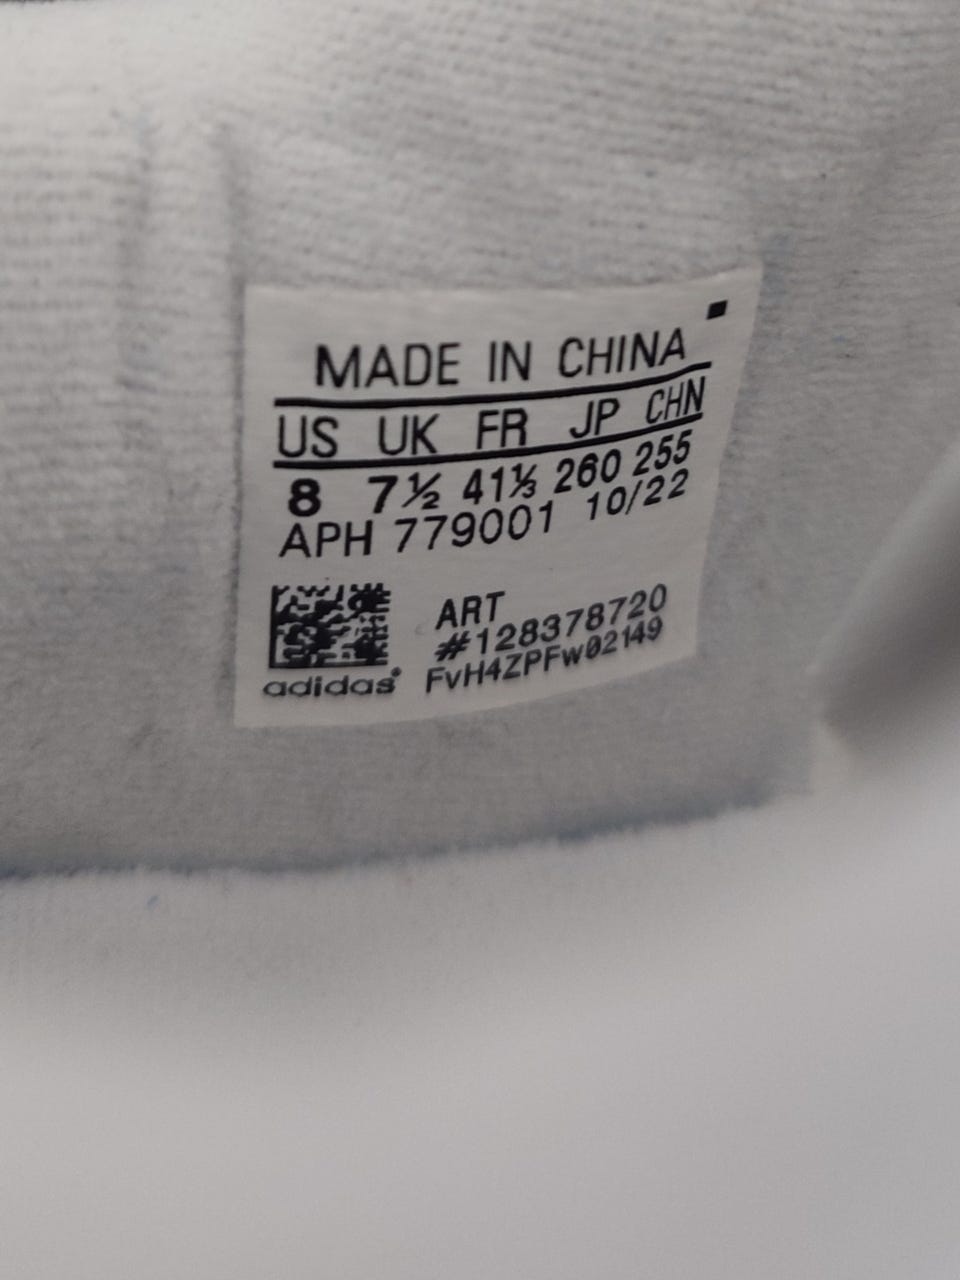 MADE IN CHINA
US UK FR JP CHN
8 7½ 41⅓ 260 255
APH 779001 10/22
ART
#128378720
FvH4ZPFw02149
adidas®